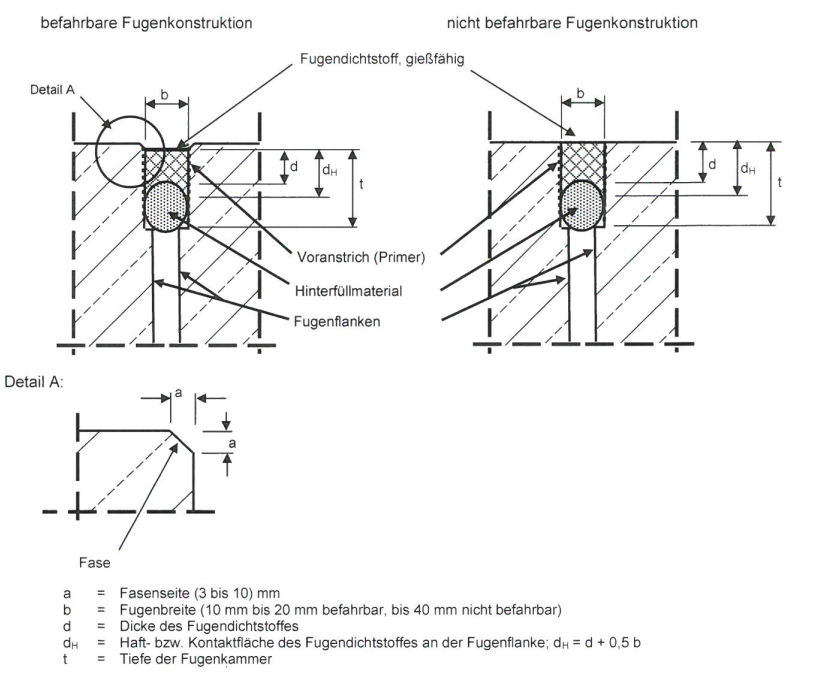 befahrbare Fugenkonstruktion
nicht befahrbare Fugenkonstruktion
Fugendichtstoff, gießfähig
Detail A
b
b
d
dH
t
d
dH
t
Voranstrich (Primer)
Hinterfüllmaterial
Fugenflanken
Detail A:
a
a
Fase
a = Fasenseite (3 bis 10) mm
b = Fugenbreite (10 mm bis 20 mm befahrbar, bis 40 mm nicht befahrbar)
d = Dicke des Fugendichtstoffes
dH = Haft- bzw. Kontaktfläche des Fugendichtstoffes an der Fugenflanke; dH = d + 0,5 b
t = Tiefe der Fugenkammer